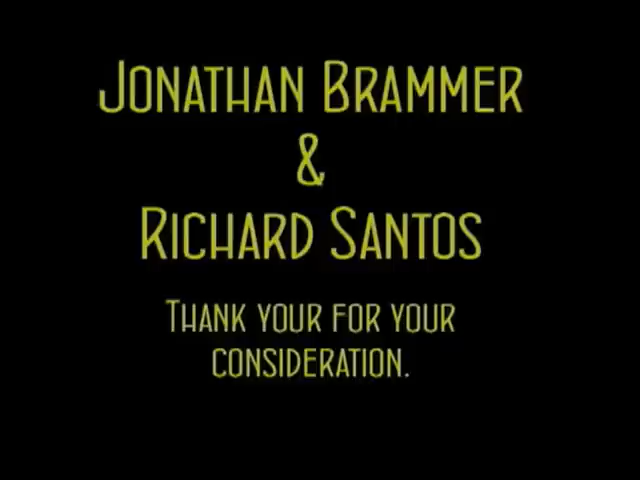 Jonathan Brammer
&
Richard Santos
Thank your for your
consideration.